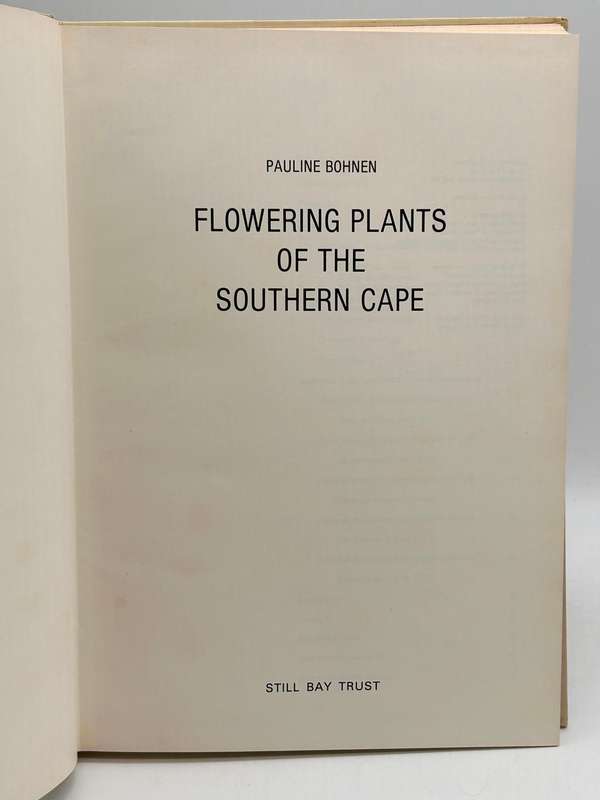 PAULINE BOHNEN
FLOWERING PLANTS
OF THE
SOUTHERN CAPE
STILL BAY TRUST